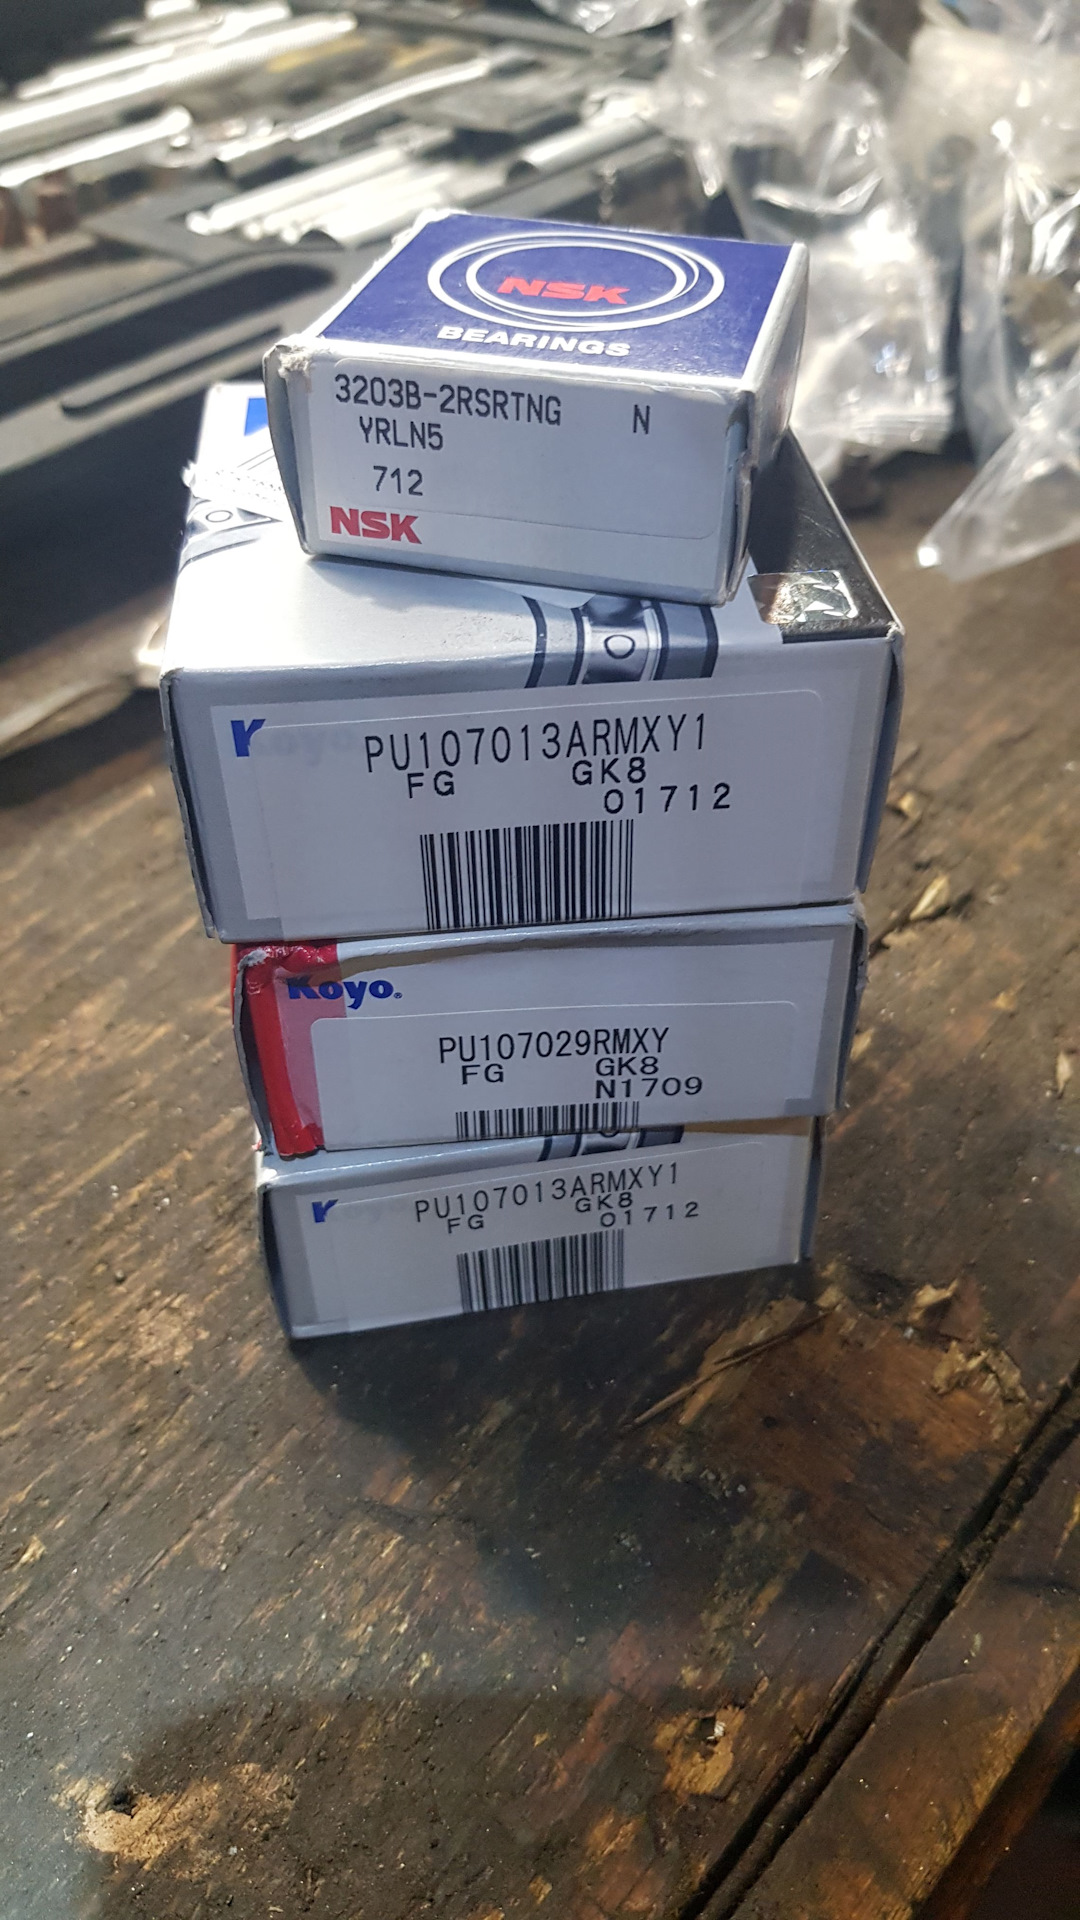 NSK
BEARINGS
3203B-2RSRTNG N
YRLN5
712
NSK
PU107013ARMXY1
FG GK8
01712
Koyo®
PU107029RMXY
FG GK8
N1709
PU107013ARMXY1
FG GK8
01712